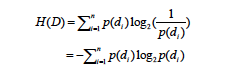 H(D) = ∑ⁿᵢ₌₁ p(dᵢ) log₂(1/p(dᵢ))
= −∑ⁿᵢ₌₁ p(dᵢ) log₂ p(dᵢ)